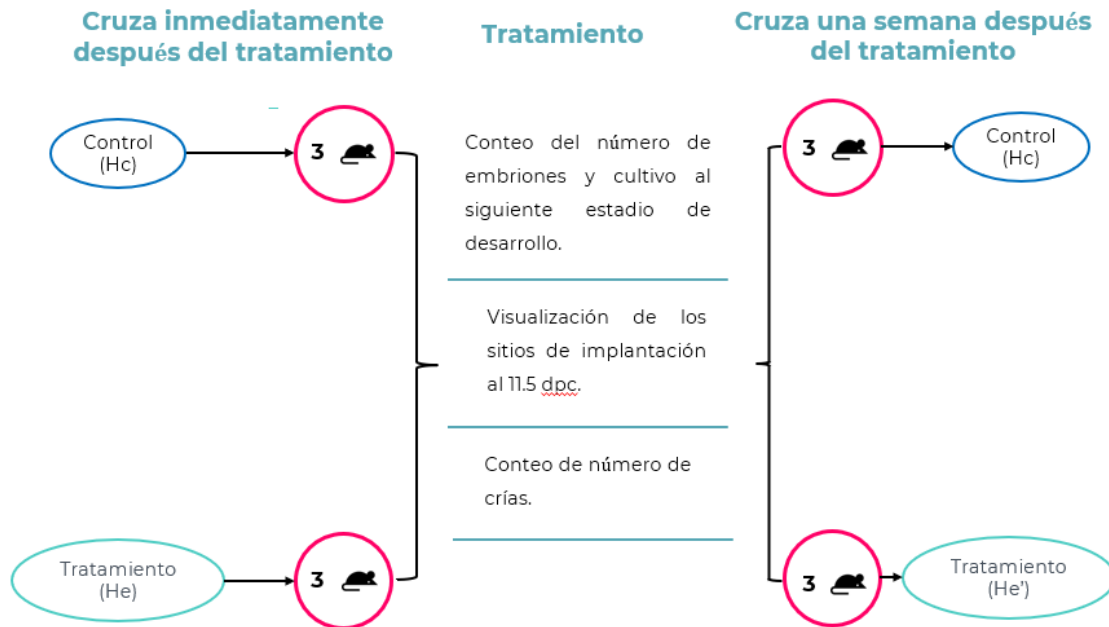 Cruza inmediatamente
después del tratamiento
Tratamiento
Cruza una semana después
del tratamiento
Control
(Hc)
3
Conteo del número de
embriones y cultivo al
siguiente estadio de
desarrollo.
3
Control
(Hc)
Visualización de los
sitios de implantación
al 11.5 dpc.
Conteo de número de
crías.
Tratamiento
(He)
3
3
Tratamiento
(He’)